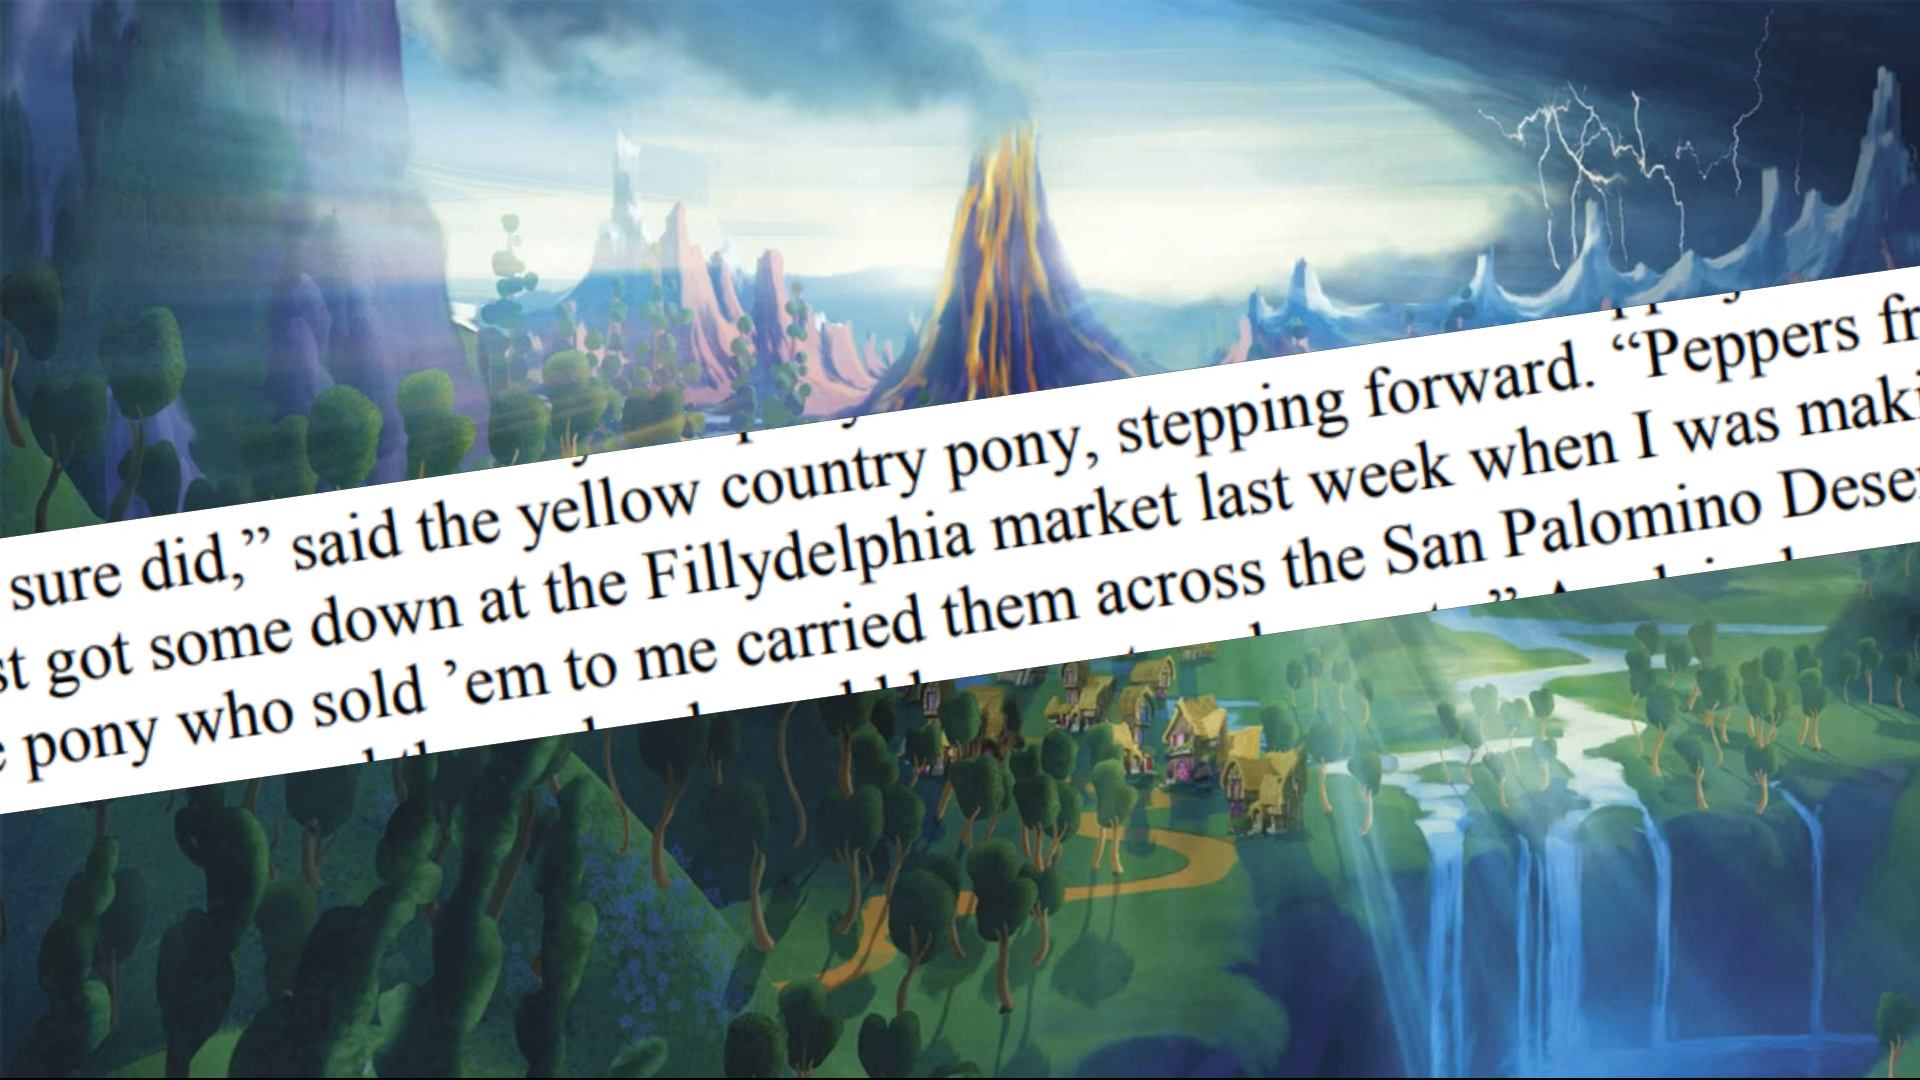 sure did,” said the yellow country pony, stepping forward. “Peppers
got some down at the Fillydelphia market last week when I was
pony who sold ’em to me carried them across the San Palomino